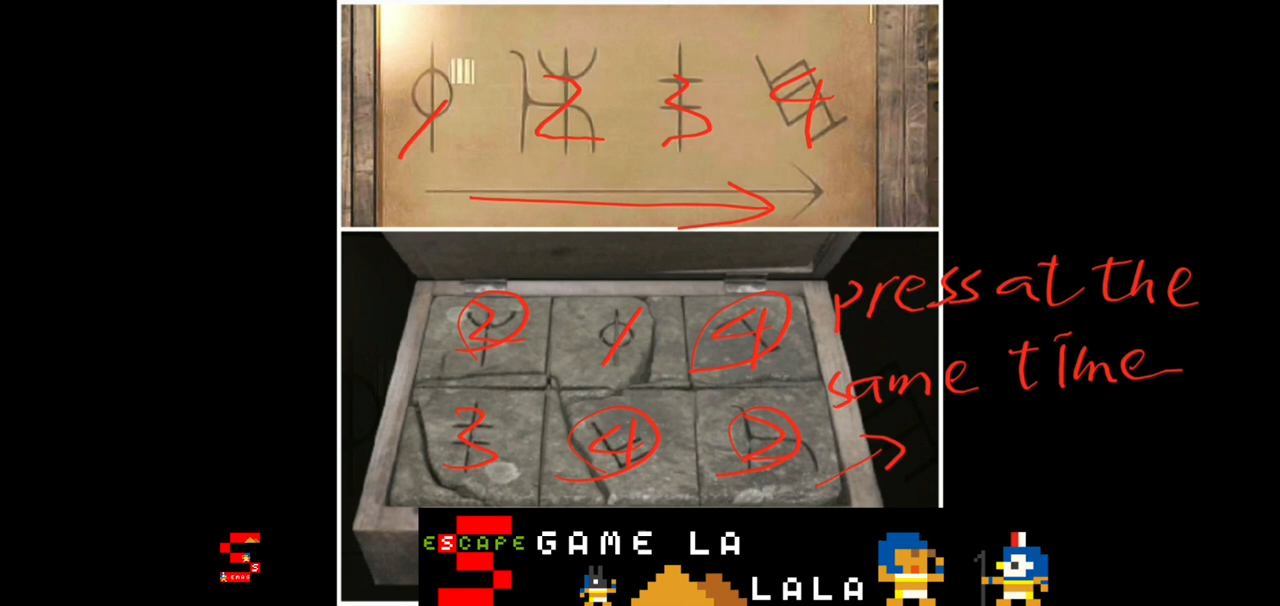 1 2 3 4
2 1 4
3 4 2
press at the
same time
ESCAPE GAME LA
LALA